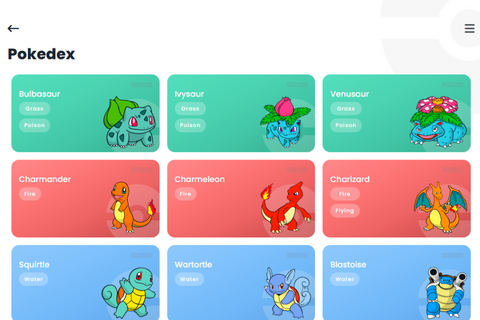 Pokedex
Bulbasaur
Grass
Poison
Ivysaur
Grass
Poison
Venusaur
Grass
Poison
Charmander
Fire
Charmeleon
Fire
Charizard
Fire
Flying
Squirtle
Water
Wartortle
Water
Blastoise
Water